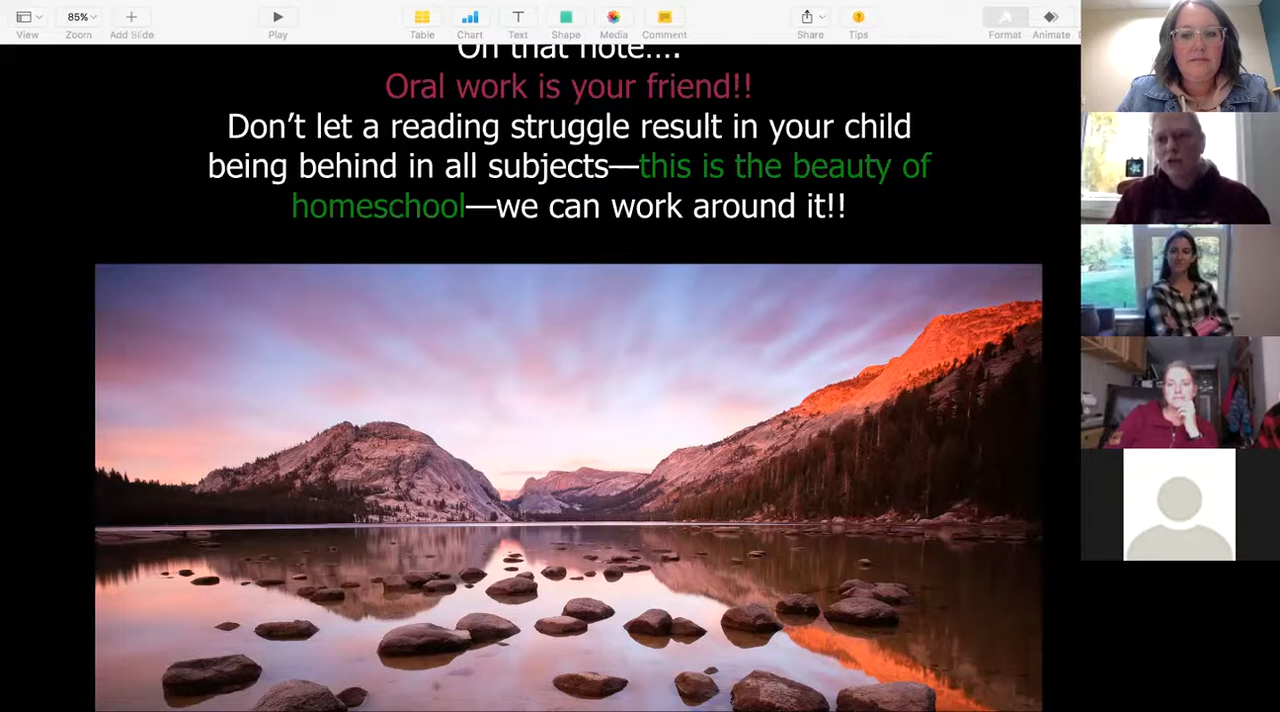 85%
View
Zoom
Add Slide
Play
Table
Chart
Text
Shape
Media
Comment
Share
Tips
Format
Animate
On that note....
Oral work is your friend!!
Don’t let a reading struggle result in your child
being behind in all subjects—this is the beauty of
homeschool—we can work around it!!